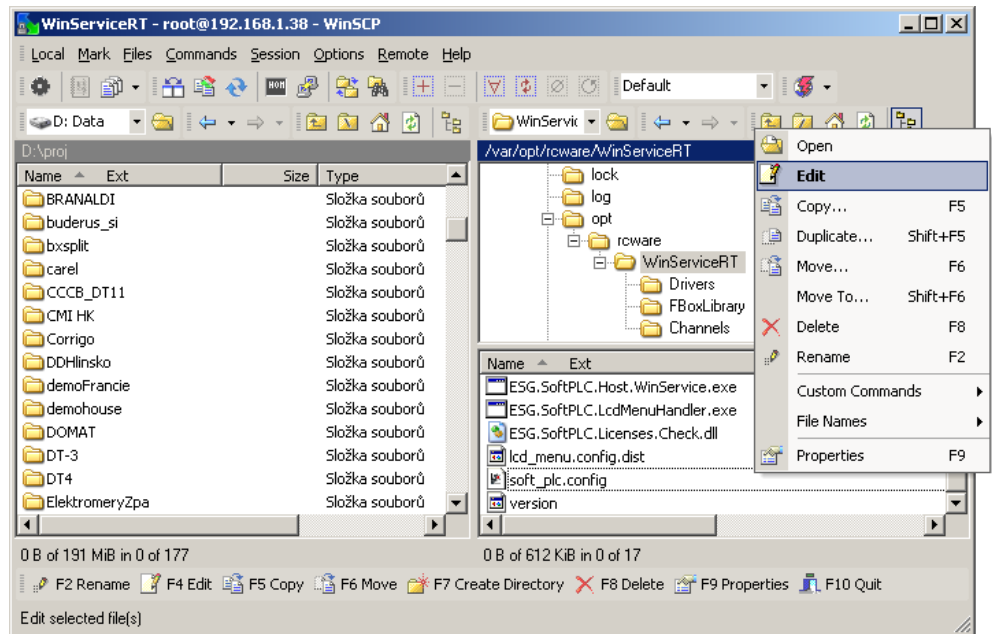 WinServiceRT - root@192.168.1.38 - WinSCP
Local Mark Files Commands Session Options Remote Help
Default
D: Data
WinServic
D:\proj
/var/opt/rcware/WinServiceRT
Name Ext Size Type
BRANALDI Složka souborů
buderus_si Složka souborů
bxsplit Složka souborů
carel Složka souborů
CCCB_DT11 Složka souborů
CMI HK Složka souborů
Corrigo Složka souborů
DDHlinsko Složka souborů
demoFrancie Složka souborů
demohouse Složka souborů
DOMAT Složka souborů
DT-3 Složka souborů
DT4 Složka souborů
ElektromeryZpa Složka souborů
lock
log
opt
rcware
WinServiceRT
Drivers
FBoxLibrary
Channels
Name Ext
ESG.SoftPLC.Host.WinService.exe
ESG.SoftPLC.LcdMenuHandler.exe
ESG.SoftPLC.Licenses.Check.dll
lcd_menu.config.dist
soft_plc.config
version
Open
Edit
Copy... F5
Duplicate... Shift+F5
Move... F6
Move To... Shift+F6
Delete F8
Rename F2
Custom Commands
File Names
Properties F9
0 B of 191 MiB in 0 of 177
0 B of 612 KiB in 0 of 17
F2 Rename F4 Edit F5 Copy F6 Move F7 Create Directory F8 Delete F9 Properties F10 Quit
Edit selected file(s)